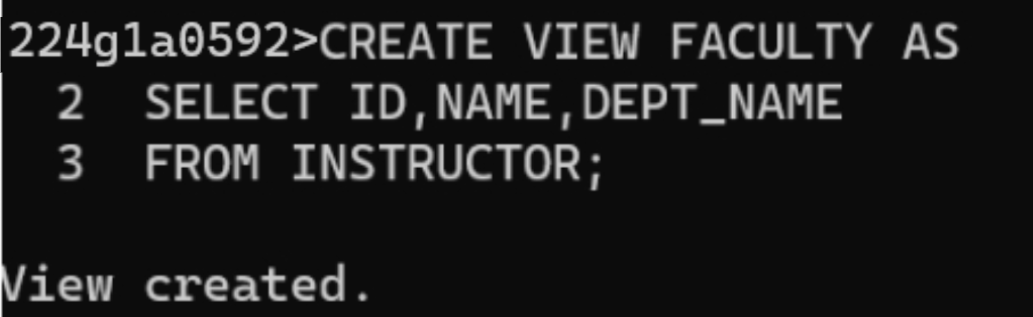 224g1a0592>CREATE VIEW FACULTY AS
2 SELECT ID,NAME,DEPT_NAME
3 FROM INSTRUCTOR;
View created.